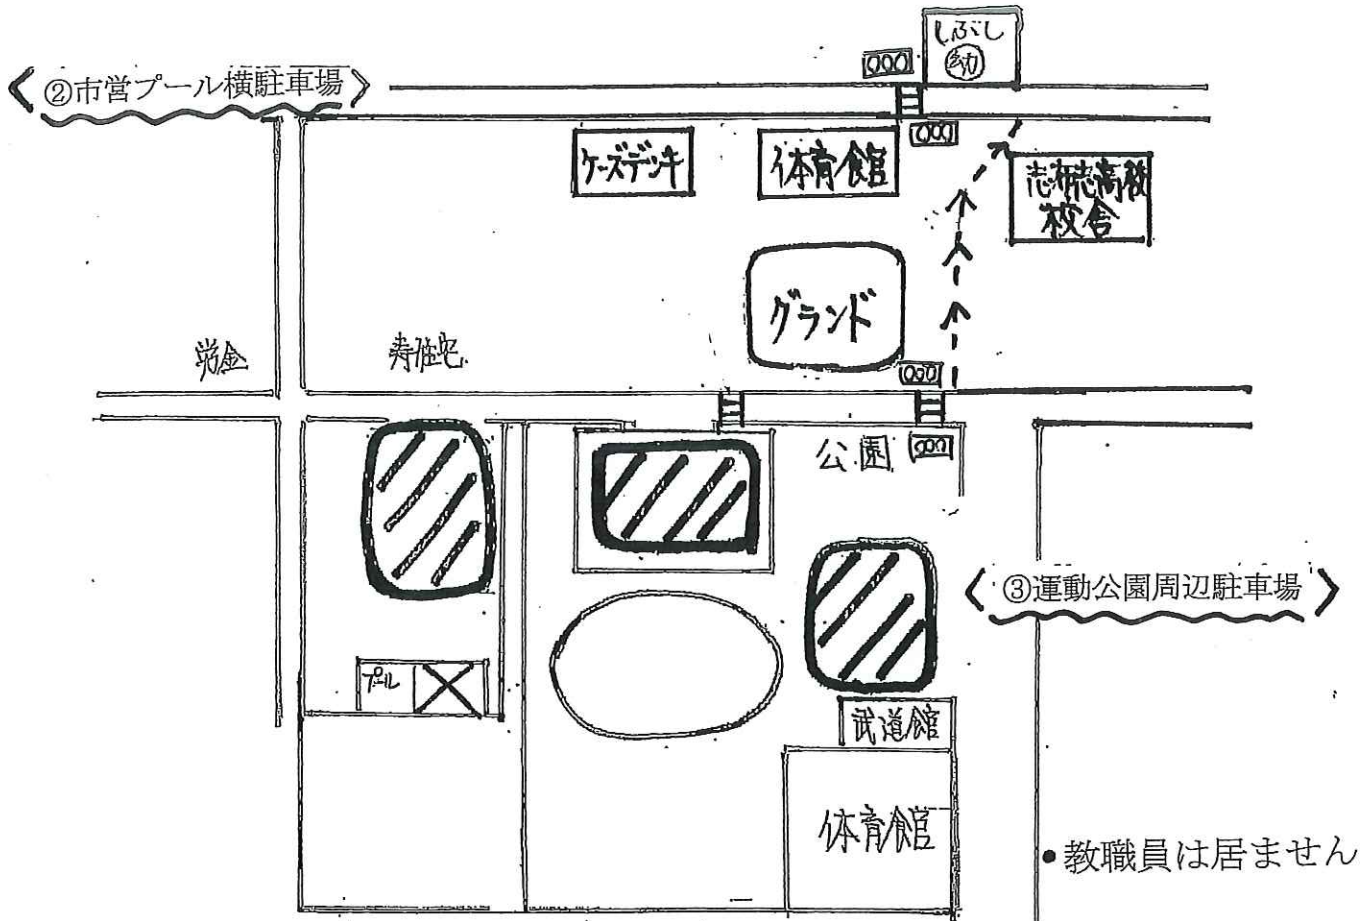 しぶし
幼
②市営プール横駐車場
ケーズデンキ
体育館
志布志高校
校舎
グランド
労金
寿住宅
公園
③運動公園周辺駐車場
プール
武道館
体育館
•教職員は居ません